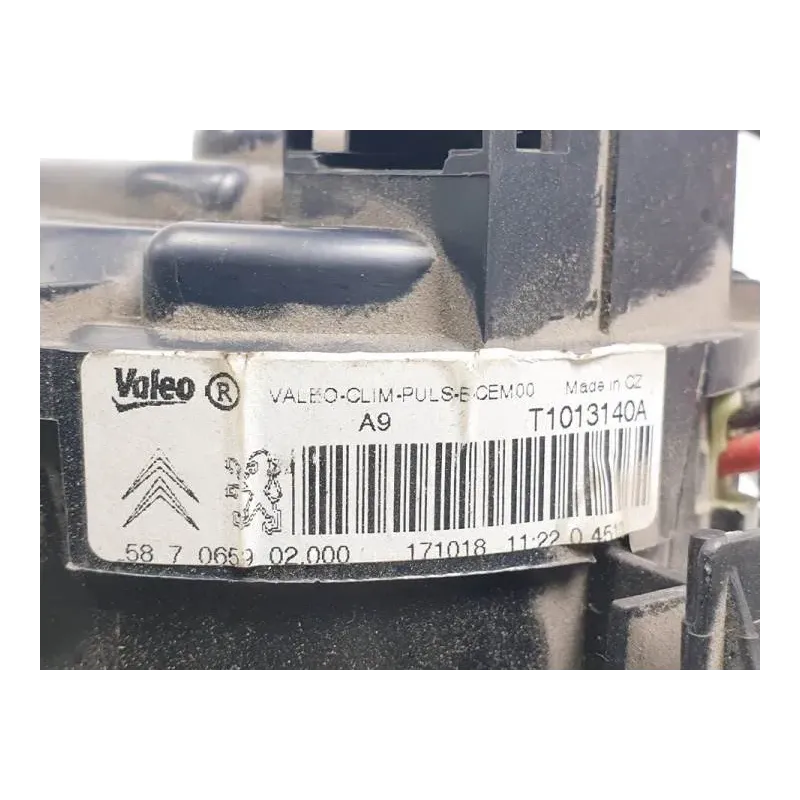 Valeo ® VALEO-CLIM-PULS-E-CEM00 Made in CZ
A9 T1013140A
58 7 0659 02.000 171018 11:22 0